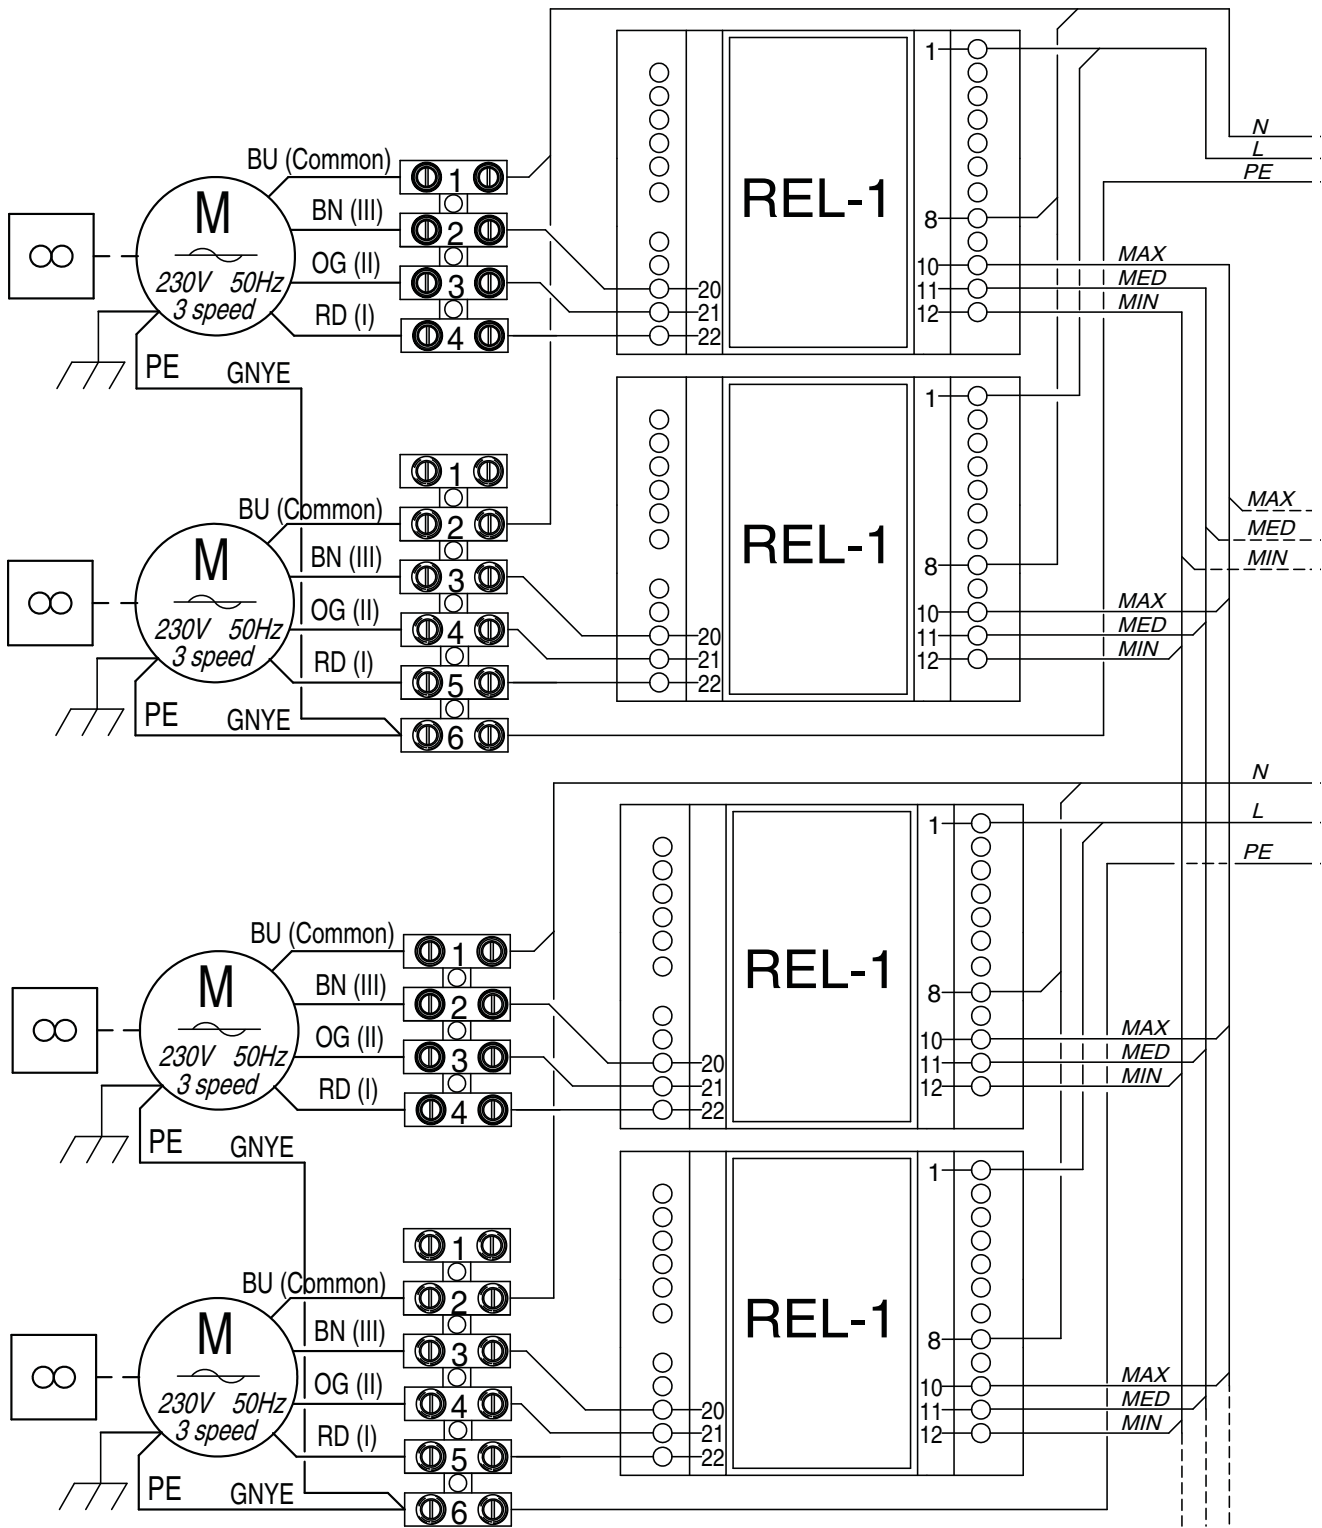 BU (Common)
BN (III)
OG (II)
RD (I)
M
230V 50Hz
3 speed
PE
GNYE
1
2
3
4
REL-1
20
21
22
1
8
10
11
12
N
L
PE
MAX
MED
MIN
BU (Common)
BN (III)
OG (II)
RD (I)
M
230V 50Hz
3 speed
PE
GNYE
1
2
3
4
5
6
REL-1
20
21
22
1
8
10
11
12
MAX
MED
MIN
MAX
MED
MIN
BU (Common)
BN (III)
OG (II)
RD (I)
M
230V 50Hz
3 speed
PE
GNYE
1
2
3
4
REL-1
20
21
22
1
8
10
11
12
N
L
PE
MAX
MED
MIN
BU (Common)
BN (III)
OG (II)
RD (I)
M
230V 50Hz
3 speed
PE
GNYE
1
2
3
4
5
6
REL-1
20
21
22
1
8
10
11
12
MAX
MED
MIN